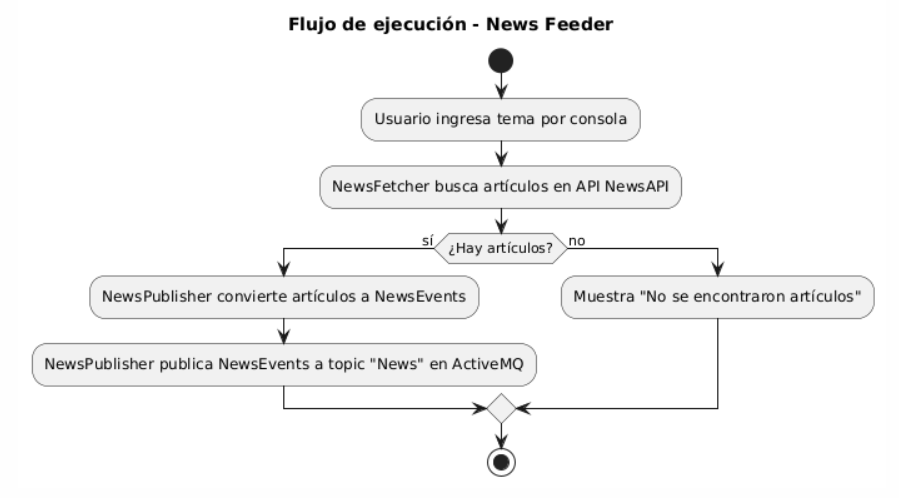 Flujo de ejecución - News Feeder
Usuario ingresa tema por consola
NewsFetcher busca artículos en API NewsAPI
sí
¿Hay artículos?
no
NewsPublisher convierte artículos a NewsEvents
Muestra "No se encontraron artículos"
NewsPublisher publica NewsEvents a topic "News" en ActiveMQ